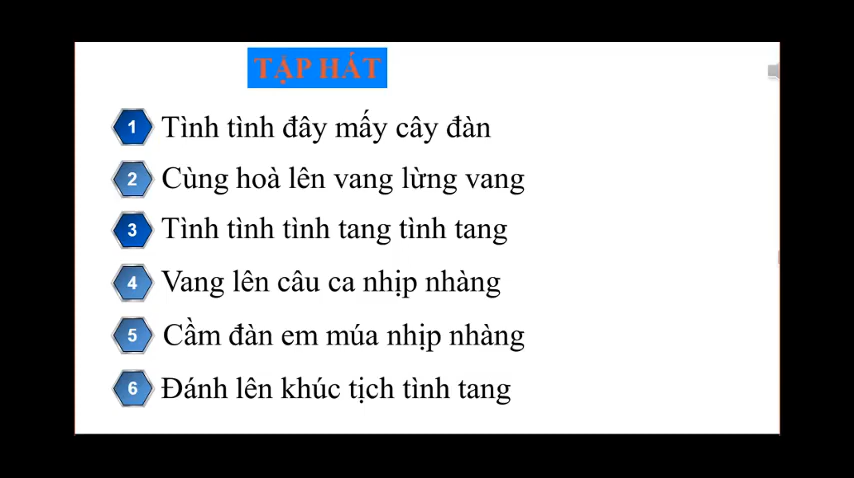 TẬP HÁT
1 Tình tình đây mấy cây đàn
2 Cùng hoà lên vang lừng vang
3 Tình tình tình tang tình tang
4 Vang lên câu ca nhịp nhàng
5 Cầm đàn em múa nhịp nhàng
6 Đánh lên khúc tịch tình tang